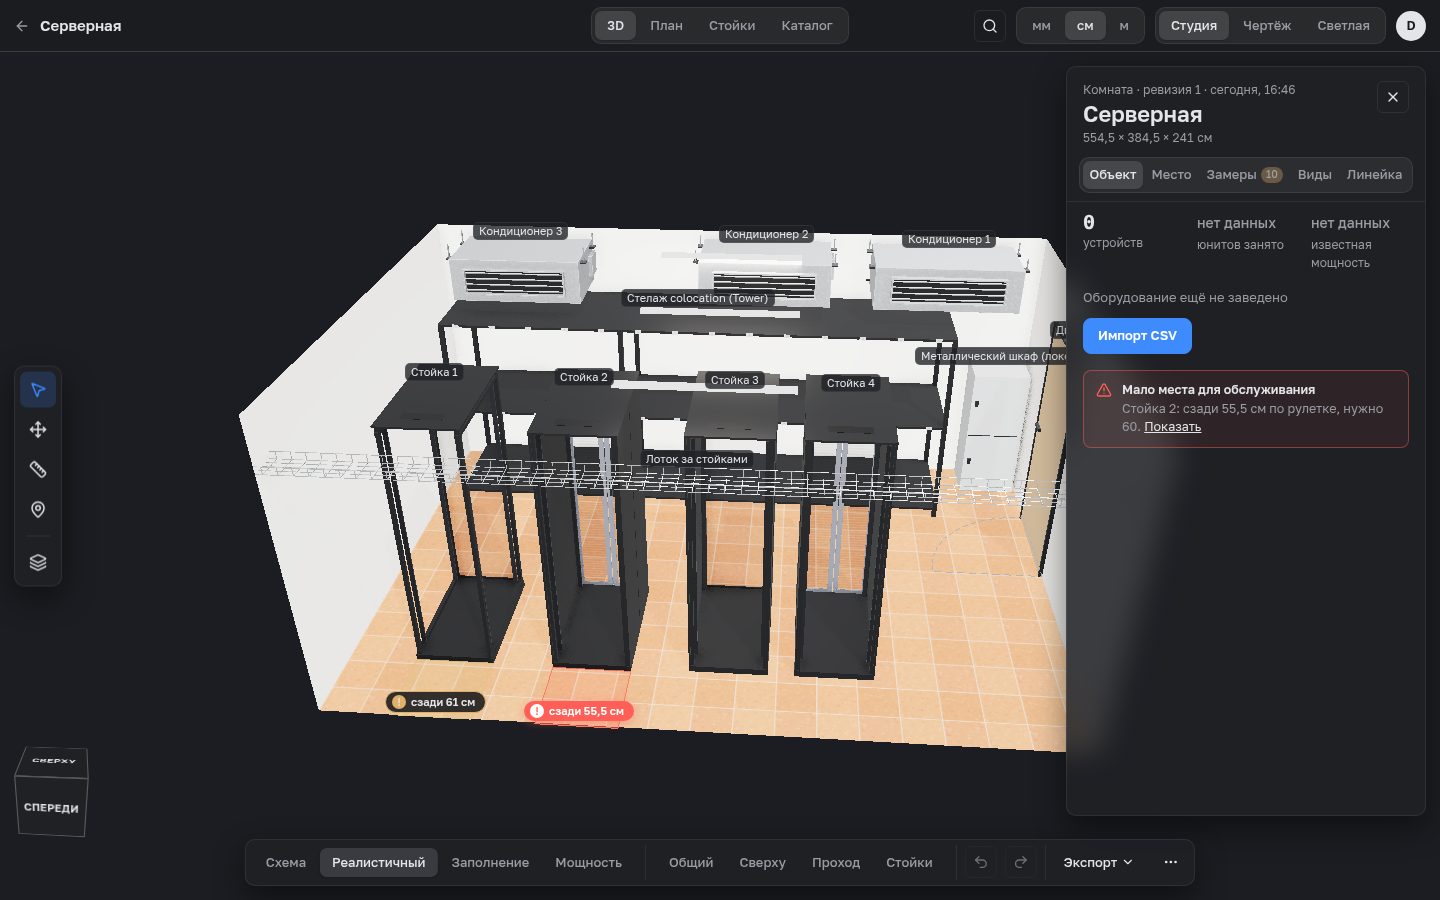 Серверная
3D План Стойки Каталог
мм см м
Студия Чертёж Светлая
D
Комната · ревизия 1 · сегодня, 16:46
Серверная
554,5 × 384,5 × 241 см
Объект Место Замеры 10 Виды Линейка
0 нет данных нет данных
устройств юнитов занято известная
мощность
Оборудование ещё не заведено
Импорт CSV
Мало места для обслуживания
Стойка 2: сзади 55,5 см по рулетке, нужно
60. Показать
Кондиционер 3
Кондиционер 2
Кондиционер 1
Стелаж colocation (Tower)
Металлический шкаф
Стойка 1
Стойка 2
Стойка 3
Стойка 4
Лоток за стойками
сзади 61 см
сзади 55,5 см
СВЕРХУ
СПЕРЕДИ
Схема Реалистичный Заполнение Мощность Общий Сверху Проход Стойки Экспорт